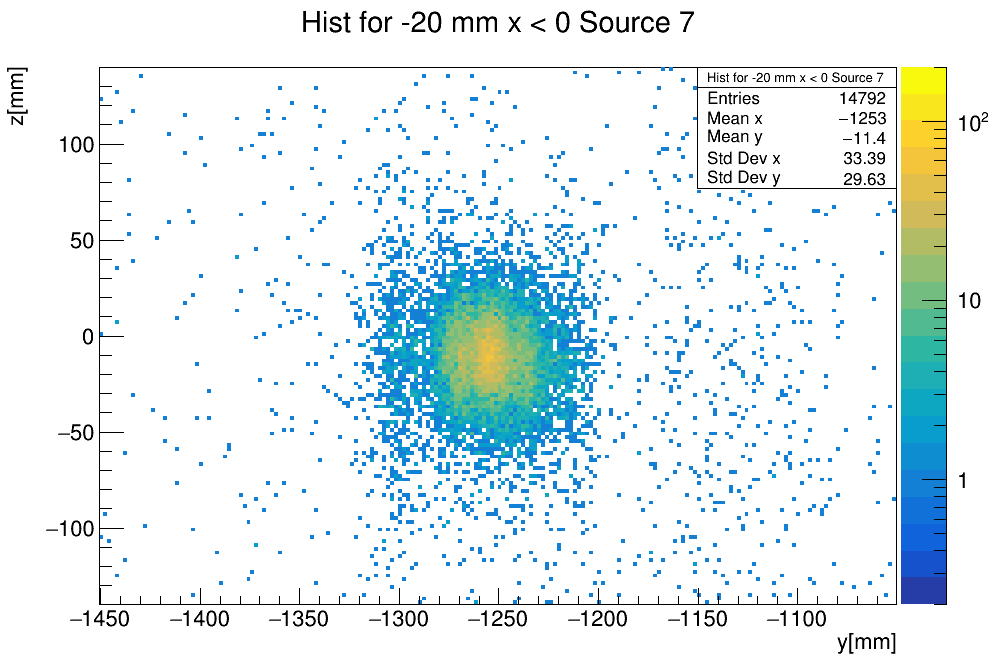 Hist for -20 mm x < 0 Source 7
z[mm]
Hist for -20 mm x < 0 Source 7
Entries 14792
Mean x −1253
Mean y −11.4
Std Dev x 33.39
Std Dev y 29.63
100
50
0
−50
−100
−1450 −1400 −1350 −1300 −1250 −1200 −1150 −1100
y[mm]
10²
10
1